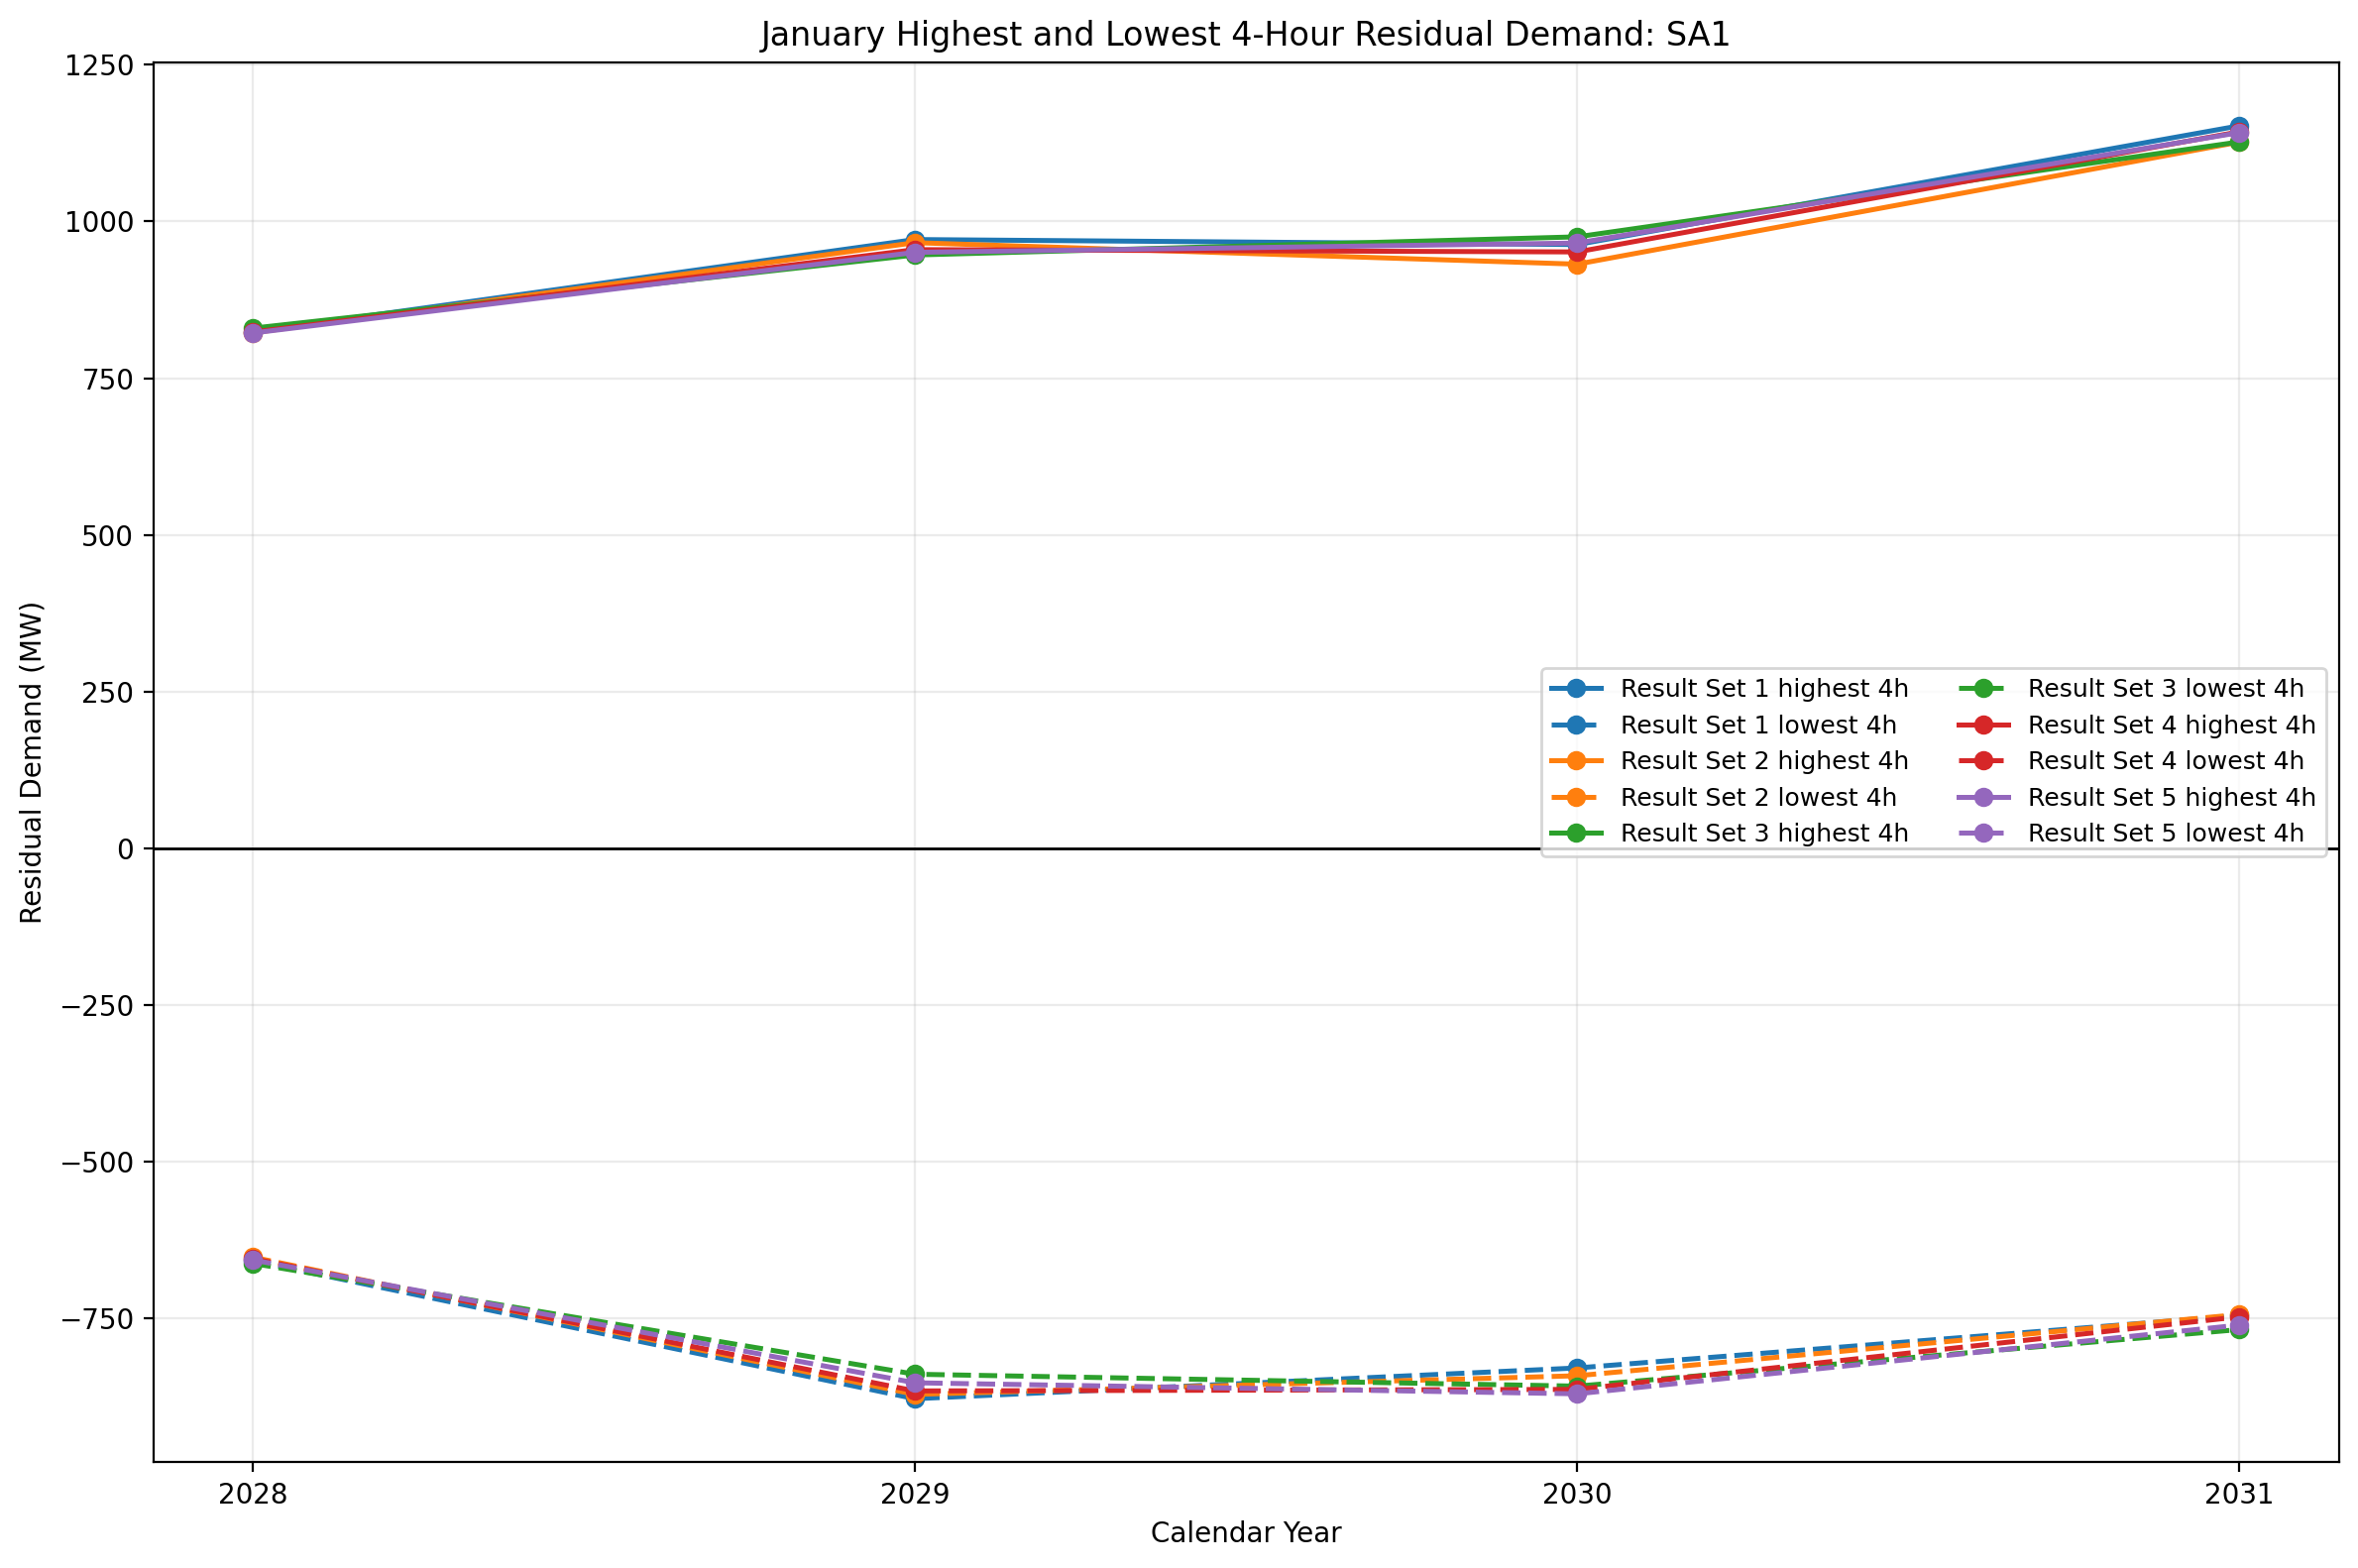 January Highest and Lowest 4-Hour Residual Demand: SA1
1250
1000
750
500
250
0
−250
−500
−750
Residual Demand (MW)
Result Set 1 highest 4h
Result Set 1 lowest 4h
Result Set 2 highest 4h
Result Set 2 lowest 4h
Result Set 3 highest 4h
Result Set 3 lowest 4h
Result Set 4 highest 4h
Result Set 4 lowest 4h
Result Set 5 highest 4h
Result Set 5 lowest 4h
2028 2029 2030 2031
Calendar Year